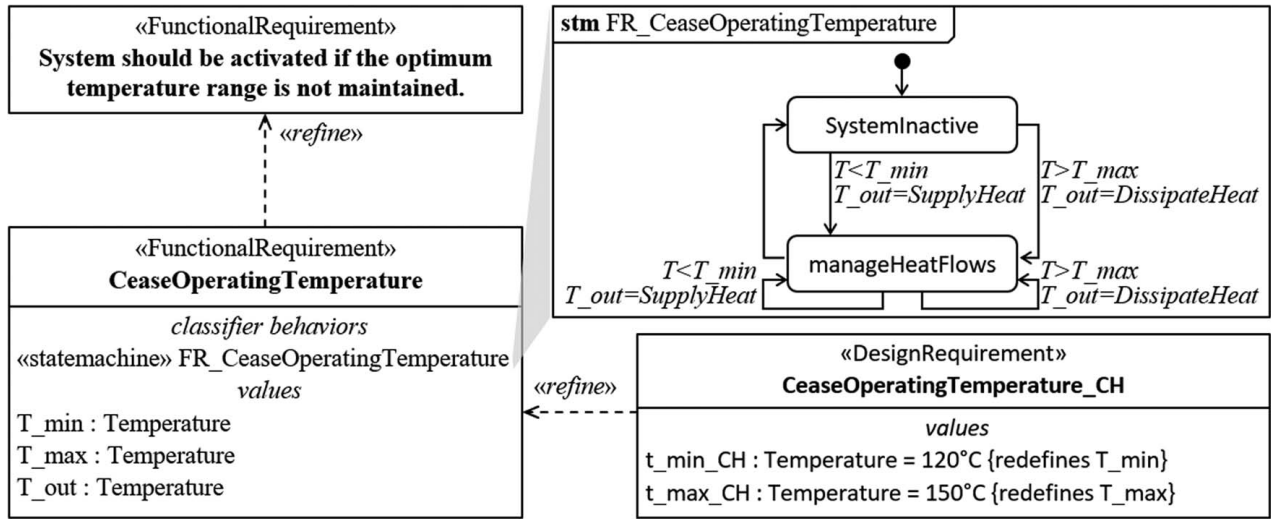 «FunctionalRequirement»
System should be activated if the optimum
temperature range is not maintained.
«refine»
«FunctionalRequirement»
CeaseOperatingTemperature
classifier behaviors
«statemachine» FR_CeaseOperatingTemperature
values
T_min : Temperature
T_max : Temperature
T_out : Temperature
stm FR_CeaseOperatingTemperature
SystemInactive
T<T_min
T_out=SupplyHeat
T>T_max
T_out=DissipateHeat
manageHeatFlows
T<T_min
T_out=SupplyHeat
T>T_max
T_out=DissipateHeat
«refine»
«DesignRequirement»
CeaseOperatingTemperature_CH
values
t_min_CH : Temperature = 120°C {redefines T_min}
t_max_CH : Temperature = 150°C {redefines T_max}